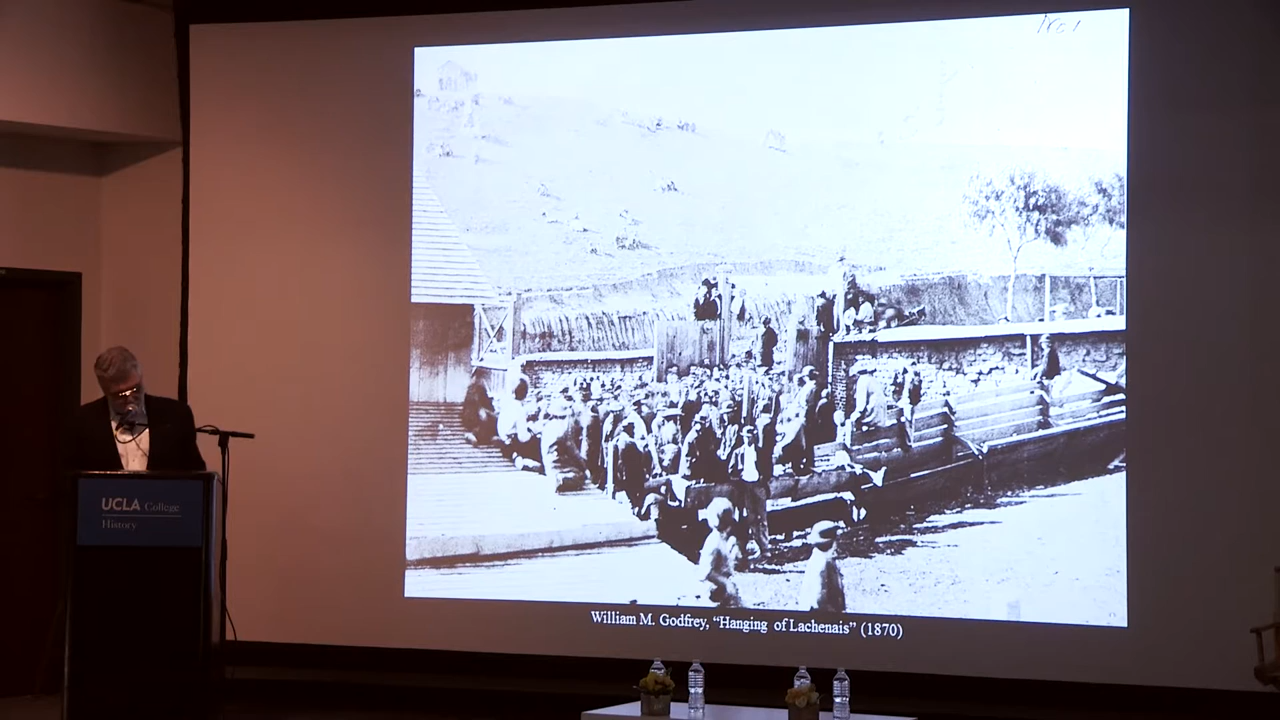 UCLA College
History
William M. Godfrey, “Hanging of Lachenais” (1870)